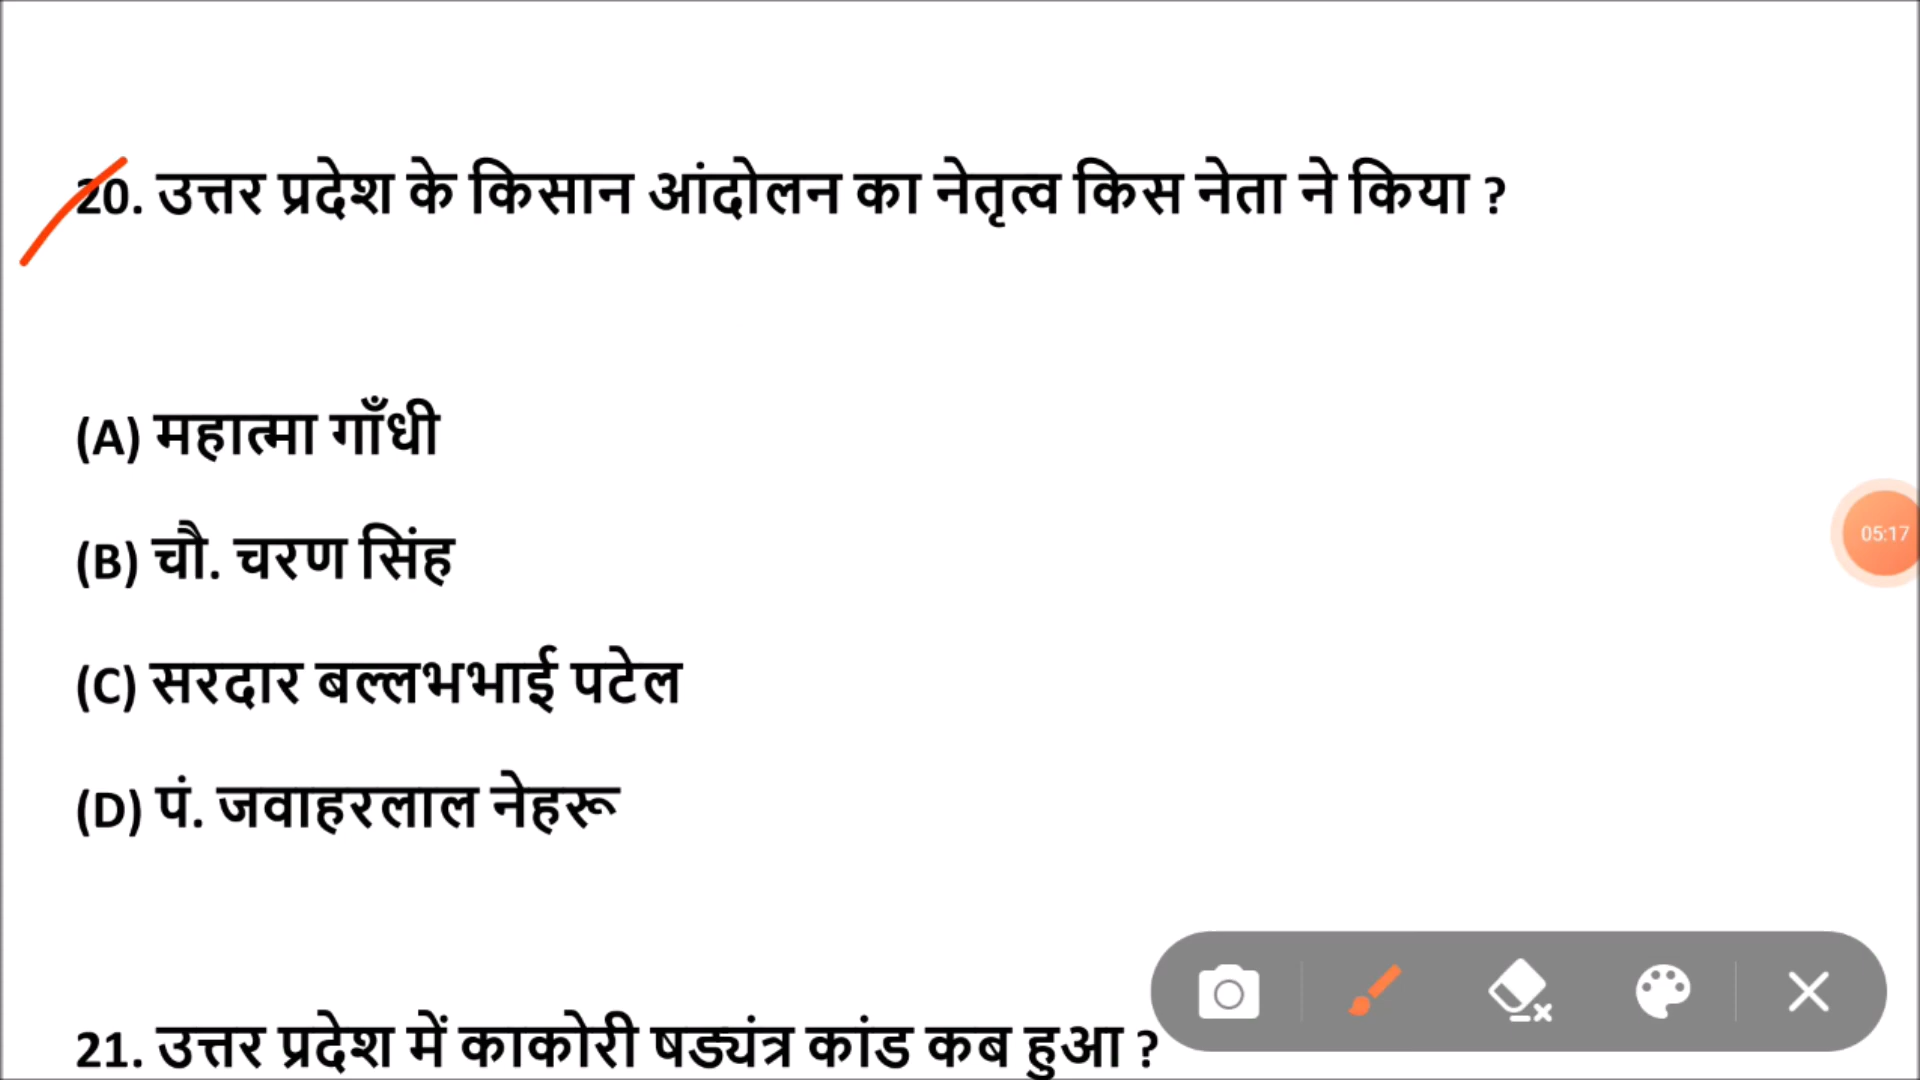 20. उत्तर प्रदेश के किसान आंदोलन का नेतृत्व किस नेता ने किया ?
(A) महात्मा गाँधी
(B) चौ. चरण सिंह
05:17
(C) सरदार बल्लभभाई पटेल
(D) पं. जवाहरलाल नेहरू
21. उत्तर प्रदेश में काकोरी षड्यंत्र कांड कब हुआ ?